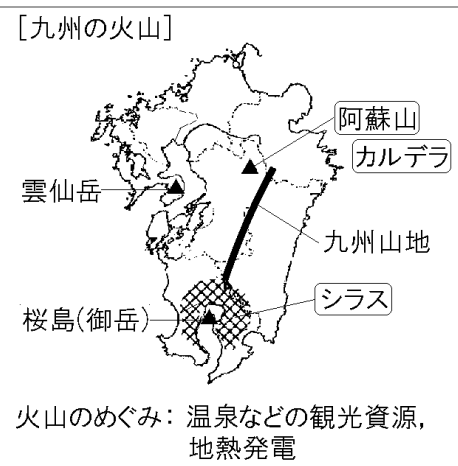 [九州の火山]
阿蘇山
カルデラ
雲仙岳
九州山地
シラス
桜島(御岳)
火山のめぐみ：温泉などの観光資源，
地熱発電